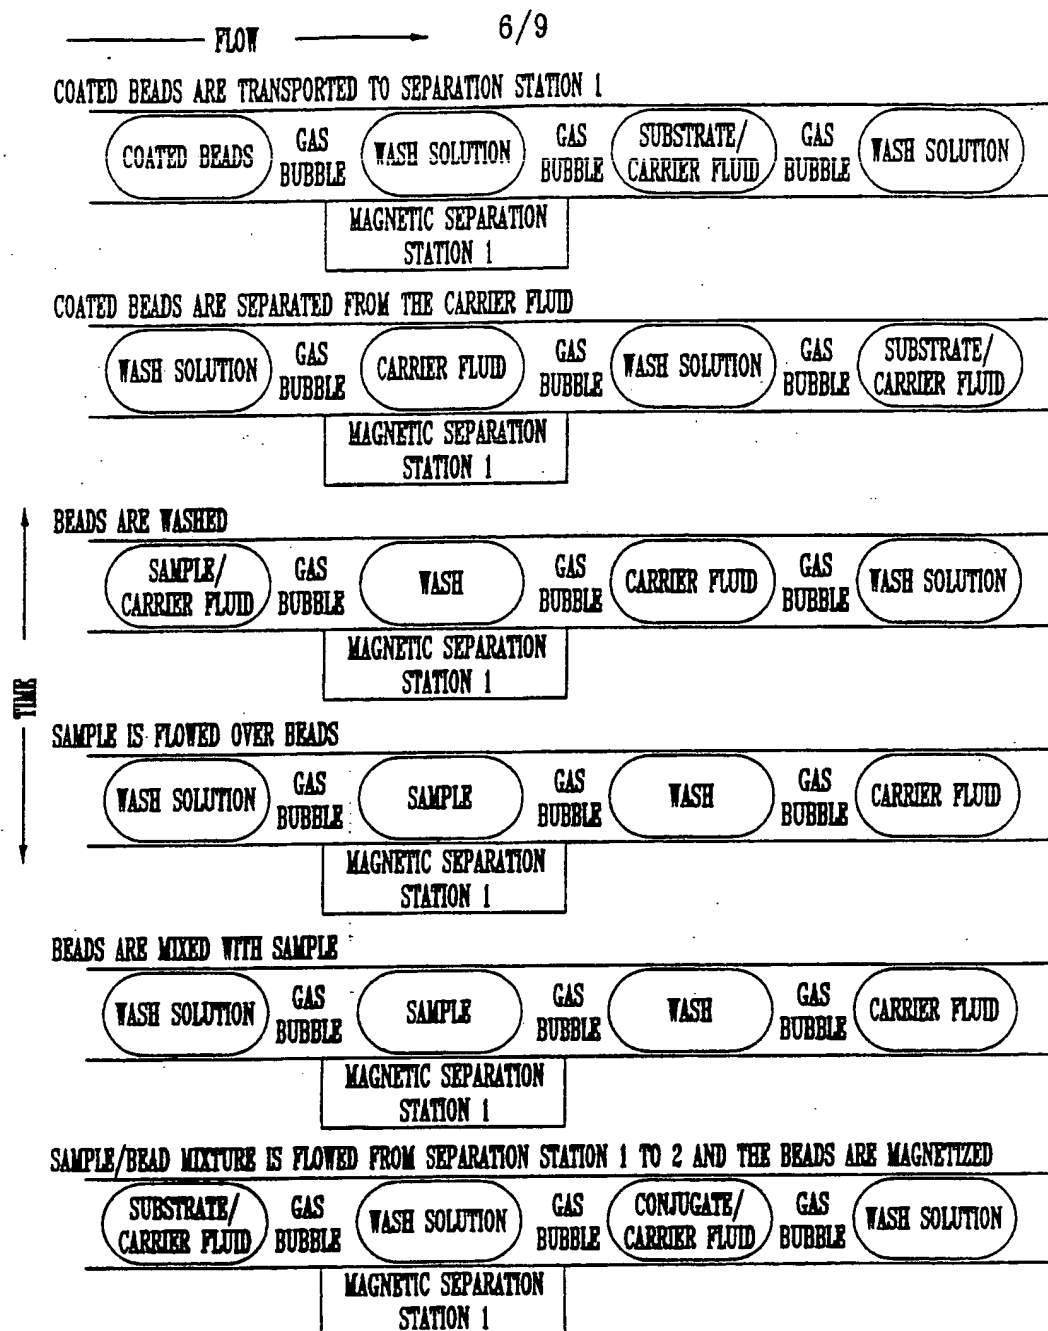 6/9
FLOW
COATED BEADS ARE TRANSPORTED TO SEPARATION STATION 1
COATED BEADS
GAS
BUBBLE
WASH SOLUTION
GAS
BUBBLE
SUBSTRATE/
CARRIER FLUID
GAS
BUBBLE
WASH SOLUTION
MAGNETIC SEPARATION
STATION 1
COATED BEADS ARE SEPARATED FROM THE CARRIER FLUID
WASH SOLUTION
GAS
BUBBLE
CARRIER FLUID
GAS
BUBBLE
WASH SOLUTION
GAS
BUBBLE
SUBSTRATE/
CARRIER FLUID
MAGNETIC SEPARATION
STATION 1
TIME
BEADS ARE WASHED
SAMPLE/
CARRIER FLUID
GAS
BUBBLE
WASH
GAS
BUBBLE
CARRIER FLUID
GAS
BUBBLE
WASH SOLUTION
MAGNETIC SEPARATION
STATION 1
SAMPLE IS FLOWED OVER BEADS
WASH SOLUTION
GAS
BUBBLE
SAMPLE
GAS
BUBBLE
WASH
GAS
BUBBLE
CARRIER FLUID
MAGNETIC SEPARATION
STATION 1
BEADS ARE MIXED WITH SAMPLE
WASH SOLUTION
GAS
BUBBLE
SAMPLE
GAS
BUBBLE
WASH
GAS
BUBBLE
CARRIER FLUID
MAGNETIC SEPARATION
STATION 1
SAMPLE/BEAD MIXTURE IS FLOWED FROM SEPARATION STATION 1 TO 2 AND THE BEADS ARE MAGNETIZED
SUBSTRATE/
CARRIER FLUID
GAS
BUBBLE
WASH SOLUTION
GAS
BUBBLE
CONJUGATE/
CARRIER FLUID
GAS
BUBBLE
WASH SOLUTION
MAGNETIC SEPARATION
STATION 1